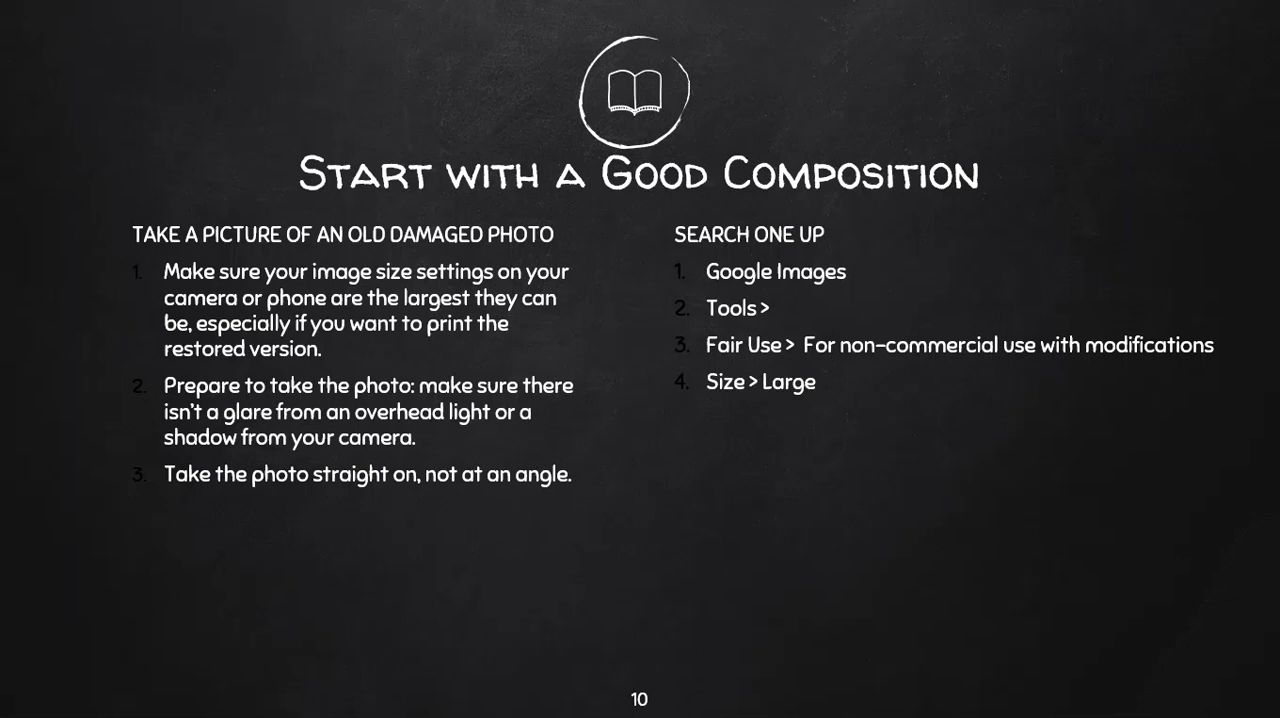 Start with a Good Composition
TAKE A PICTURE OF AN OLD DAMAGED PHOTO
1. Make sure your image size settings on your
camera or phone are the largest they can
be, especially if you want to print the
restored version.
2. Prepare to take the photo: make sure there
isn't a glare from an overhead light or a
shadow from your camera.
3. Take the photo straight on, not at an angle.
SEARCH ONE UP
1. Google Images
2. Tools >
3. Fair Use > For non-commercial use with modifications
4. Size > Large
10